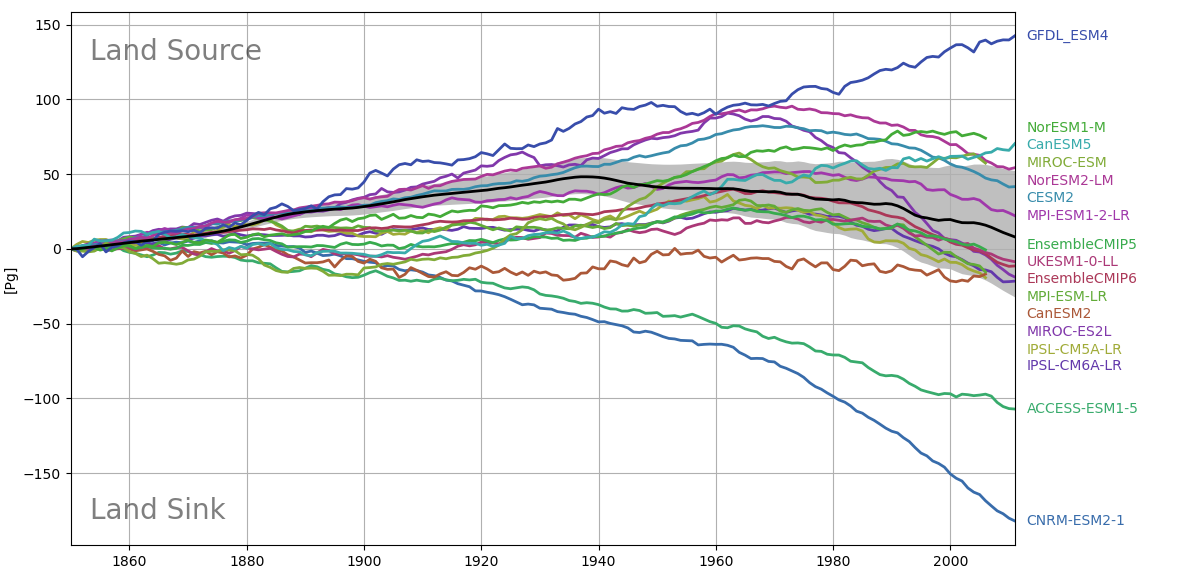 150
100
50
0
−50
−100
−150
[Pg]
Land Source
Land Sink
1860
1880
1900
1920
1940
1960
1980
2000
GFDL_ESM4
NorESM1-M
CanESM5
MIROC-ESM
NorESM2-LM
CESM2
MPI-ESM1-2-LR
EnsembleCMIP5
UKESM1-0-LL
EnsembleCMIP6
MPI-ESM-LR
CanESM2
MIROC-ES2L
IPSL-CM5A-LR
IPSL-CM6A-LR
ACCESS-ESM1-5
CNRM-ESM2-1